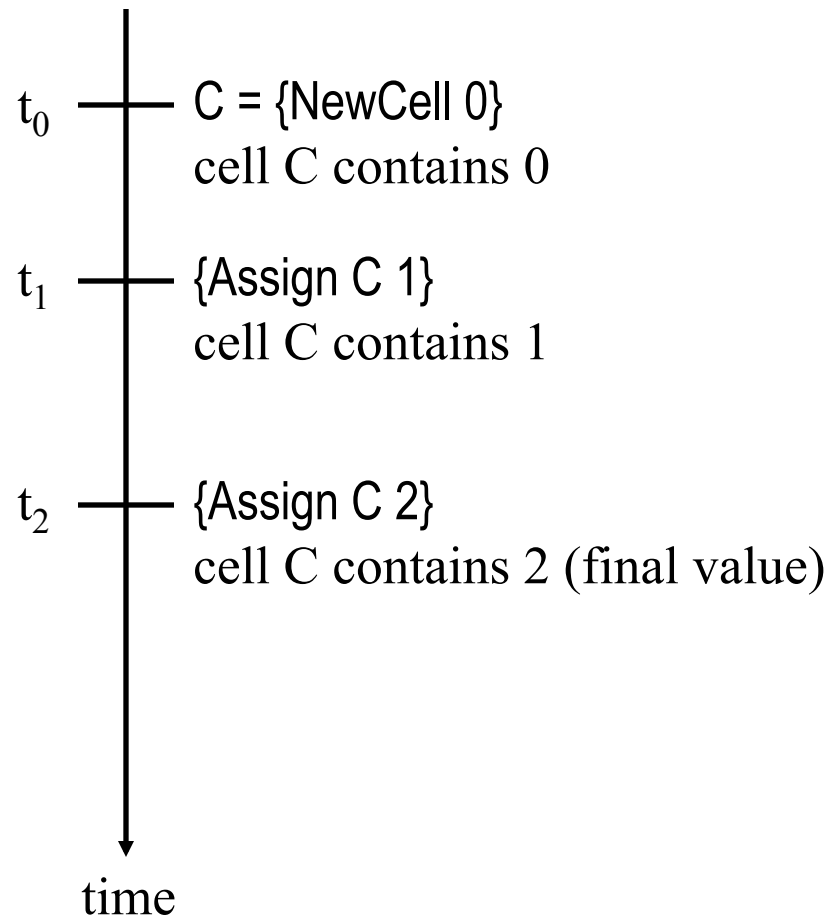 t₀ C = {NewCell 0}
cell C contains 0
t₁ {Assign C 1}
cell C contains 1
t₂ {Assign C 2}
cell C contains 2 (final value)
time